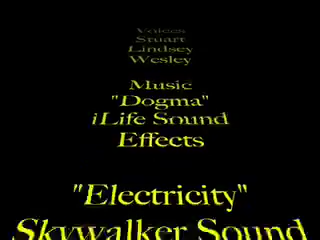 Voices
Stuart
Lindsey
Wesley
Music
"Dogma"
iLife Sound
Effects
"Electricity"
Skywalker Sound